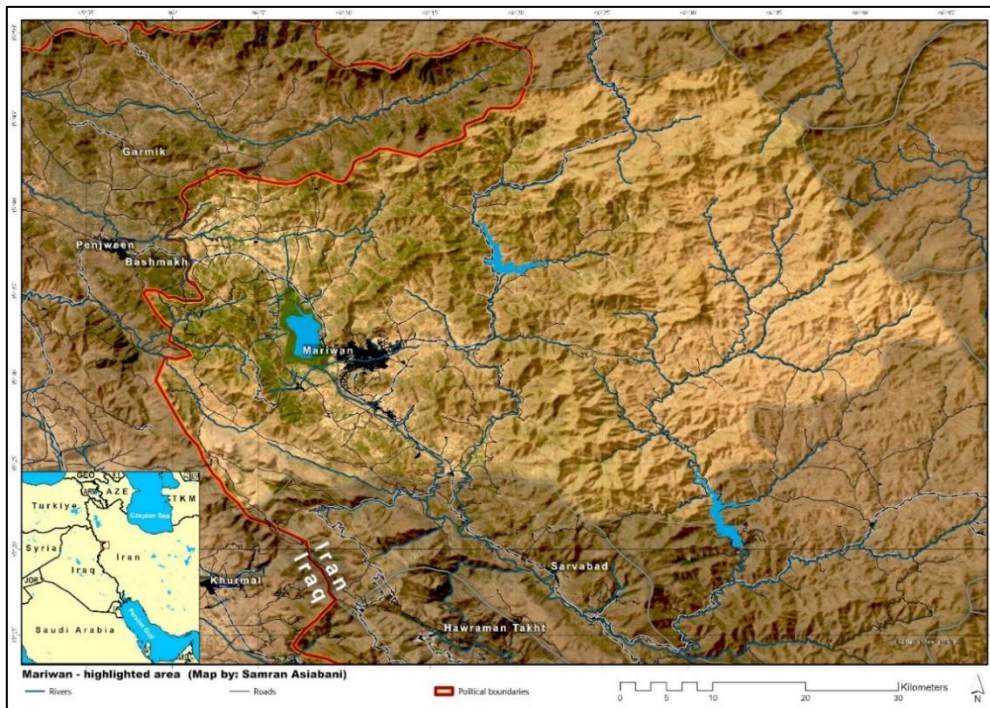 Garmik
Penjween
Bashmakh
Mariwan
Iran
Iraq
Khurmal
Sarvabad
Hawraman Takht
GEO
ARM
AZE
TKM
Turkiye
Caspian Sea
Syria
Iran
Iraq
JOR
Saudi Arabia
Persian Gulf
Mariwan - highlighted area (Map by: Samran Asiabani)
Rivers
Roads
Political boundaries
Kilometers
0 5 10 20 30
N